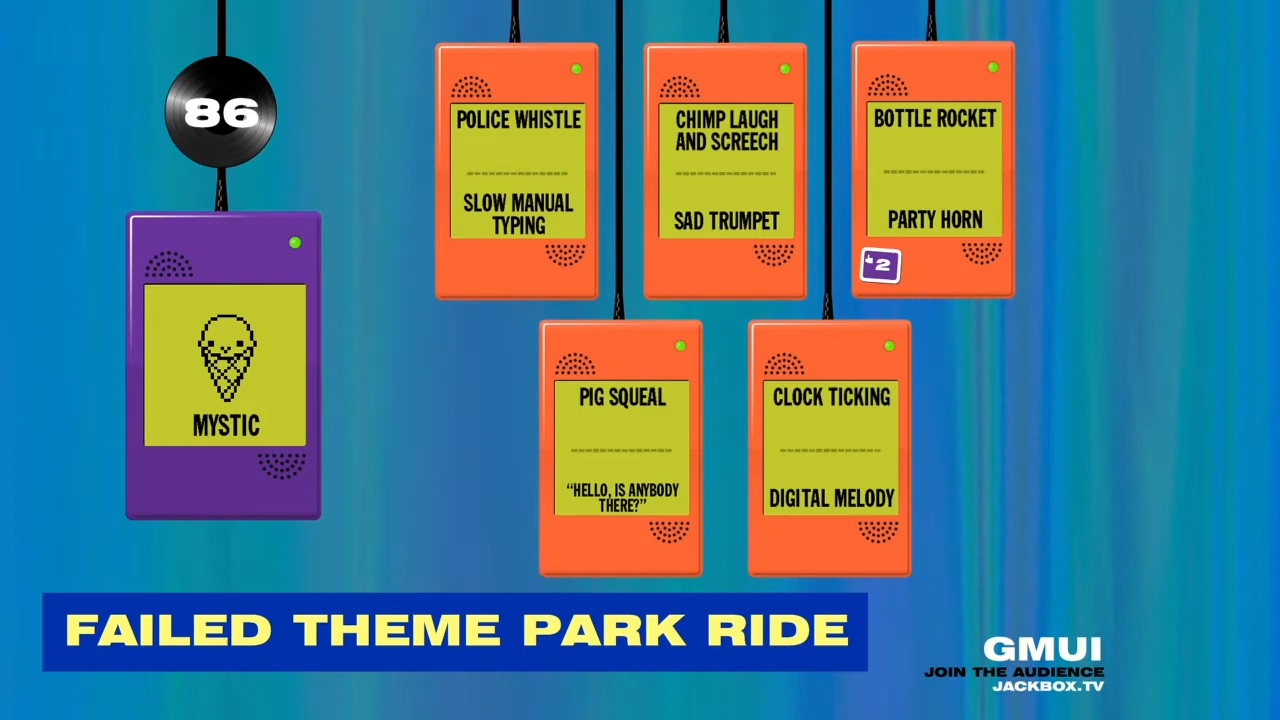 86
MYSTIC
POLICE WHISTLE
SLOW MANUAL
TYPING
CHIMP LAUGH
AND SCREECH
SAD TRUMPET
BOTTLE ROCKET
PARTY HORN
2
PIG SQUEAL
“HELLO, IS ANYBODY
THERE?”
CLOCK TICKING
DIGITAL MELODY
FAILED THEME PARK RIDE
GMUI
JOIN THE AUDIENCE
JACKBOX.TV